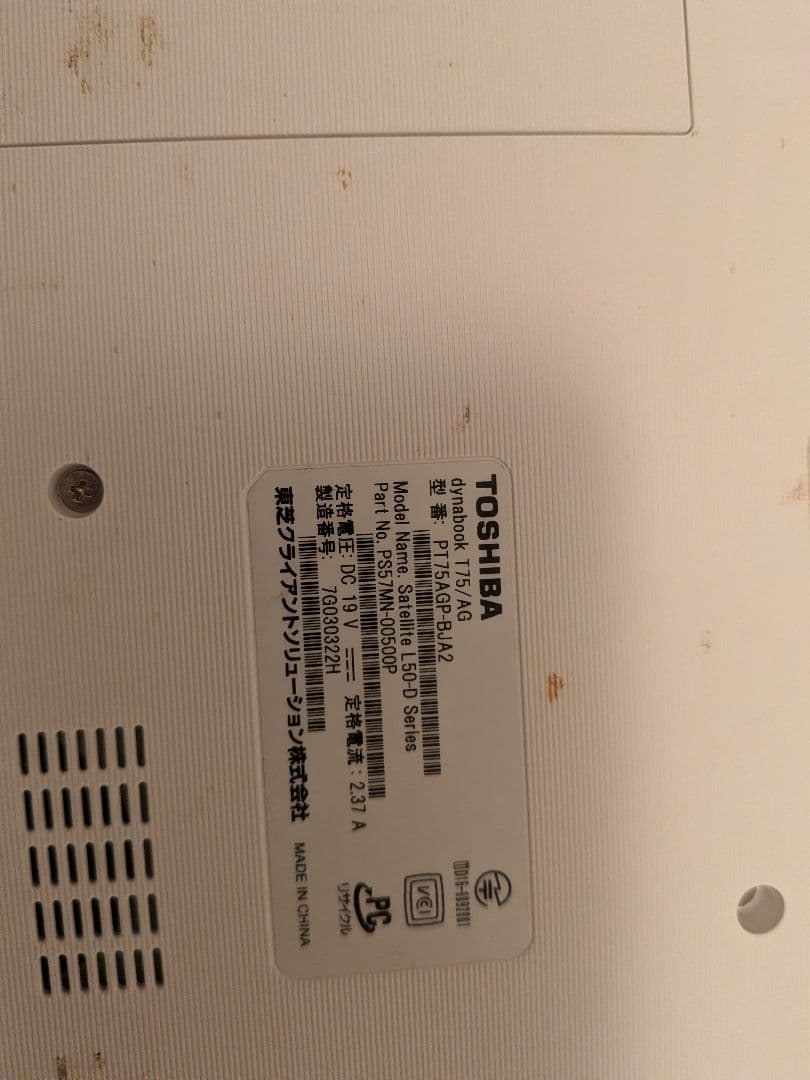 TOSHIBA
dynabook T75/AG
型 番: PT75AGP-BJA2
Model Name. Satellite L50-D Series
Part No. PS57MN-00500P
定格電圧: DC 19 V 定格電流: 2.37 A
製造番号: 7G030322H
東芝クライアントソリューション株式会社 MADE IN CHINA
VCI
PC
リサイクル